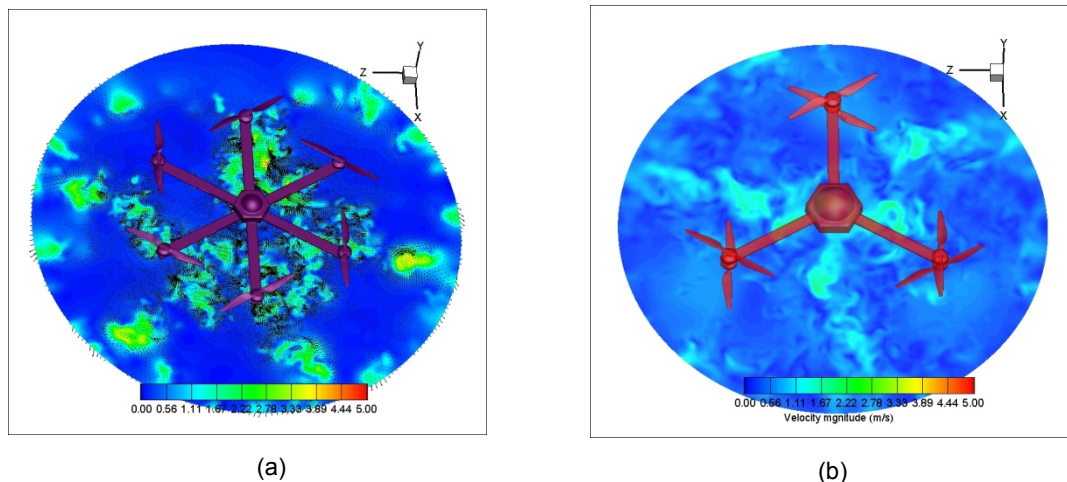 Y
Z
X
0.00 0.56 1.11 1.67 2.22 2.78 3.33 3.89 4.44 5.00
(a)
Y
Z
X
0.00 0.56 1.11 1.67 2.22 2.78 3.33 3.89 4.44 5.00
Velocity mgnitude (m/s)
(b)